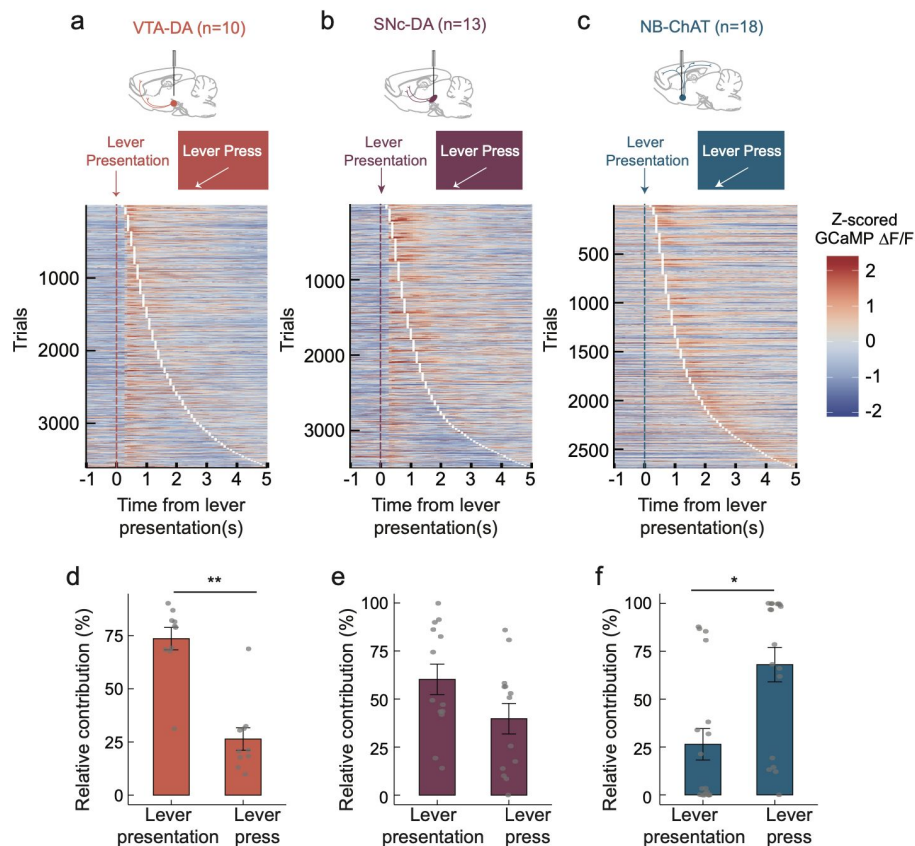 a
VTA-DA (n=10)
b
SNc-DA (n=13)
c
NB-ChAT (n=18)
Lever
Presentation
Lever Press
Lever
Presentation
Lever Press
Lever
Presentation
Lever Press
Trials
1000
2000
3000
-1 0 1 2 3 4 5
Time from lever
presentation(s)
Trials
1000
2000
3000
-1 0 1 2 3 4 5
Time from lever
presentation(s)
Trials
500
1000
1500
2000
2500
-1 0 1 2 3 4 5
Time from lever
presentation(s)
Z-scored
GCaMP ΔF/F
2
1
0
-1
-2
d
**
Relative contribution (%)
75
50
25
0
Lever
presentation
Lever
press
e
Relative contribution (%)
100
75
50
25
0
Lever
presentation
Lever
press
f
*
Relative contribution (%)
100
75
50
25
0
Lever
presentation
Lever
press